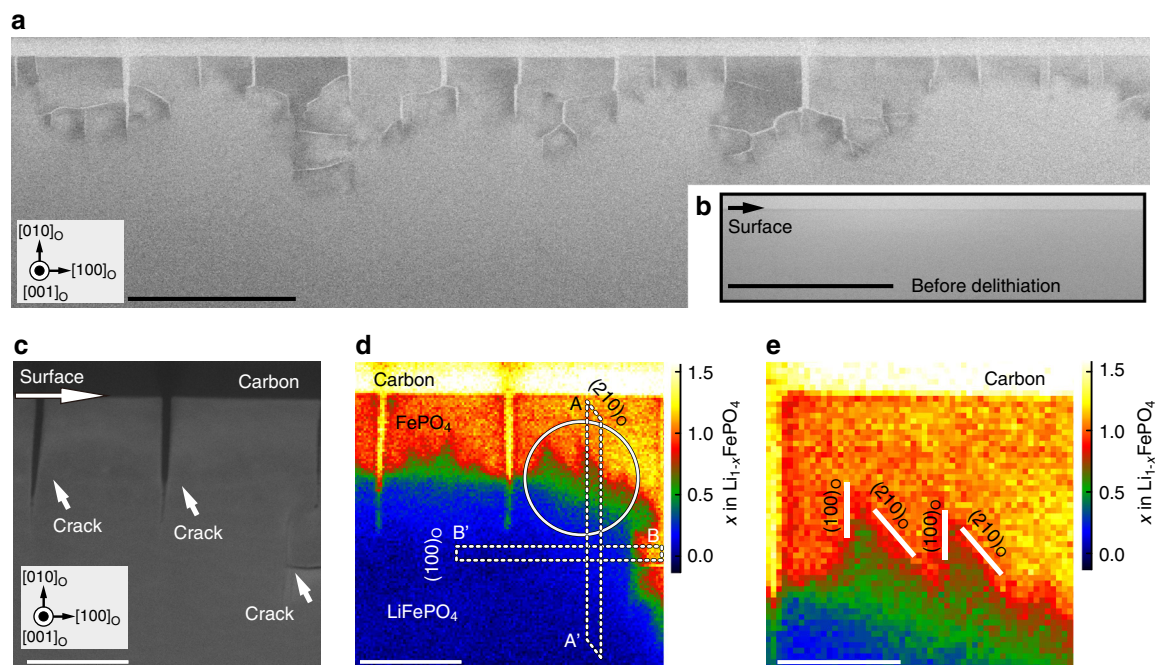 a
[010]O
[100]O
[001]O
b
Surface
Before delithiation
c
Surface
Carbon
Crack
Crack
Crack
[010]O
[100]O
[001]O
d
Carbon
FePO4
A
(210)O
B'
B
(100)O
LiFePO4
A'
1.5
1.0
0.5
0.0
x in Li1-xFePO4
e
Carbon
(100)O
(210)O
(100)O
(210)O
1.5
1.0
0.5
0.0
x in Li1-xFePO4